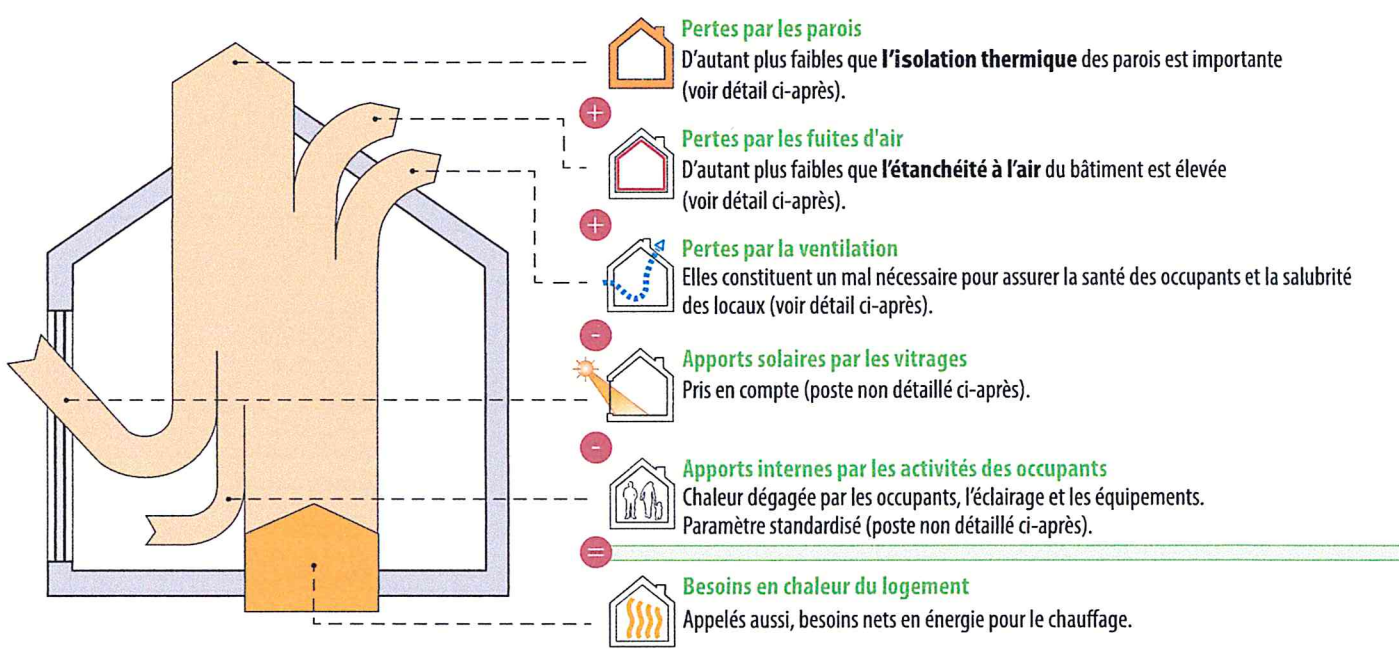 Pertes par les parois
D'autant plus faibles que l'isolation thermique des parois est importante
(voir détail ci-après).
+
Pertes par les fuites d'air
D'autant plus faibles que l'étanchéité à l'air du bâtiment est élevée
(voir détail ci-après).
+
Pertes par la ventilation
Elles constituent un mal nécessaire pour assurer la santé des occupants et la salubrité
des locaux (voir détail ci-après).
-
Apports solaires par les vitrages
Pris en compte (poste non détaillé ci-après).
-
Apports internes par les activités des occupants
Chaleur dégagée par les occupants, l'éclairage et les équipements.
Paramètre standardisé (poste non détaillé ci-après).
=
Besoins en chaleur du logement
Appelés aussi, besoins nets en énergie pour le chauffage.